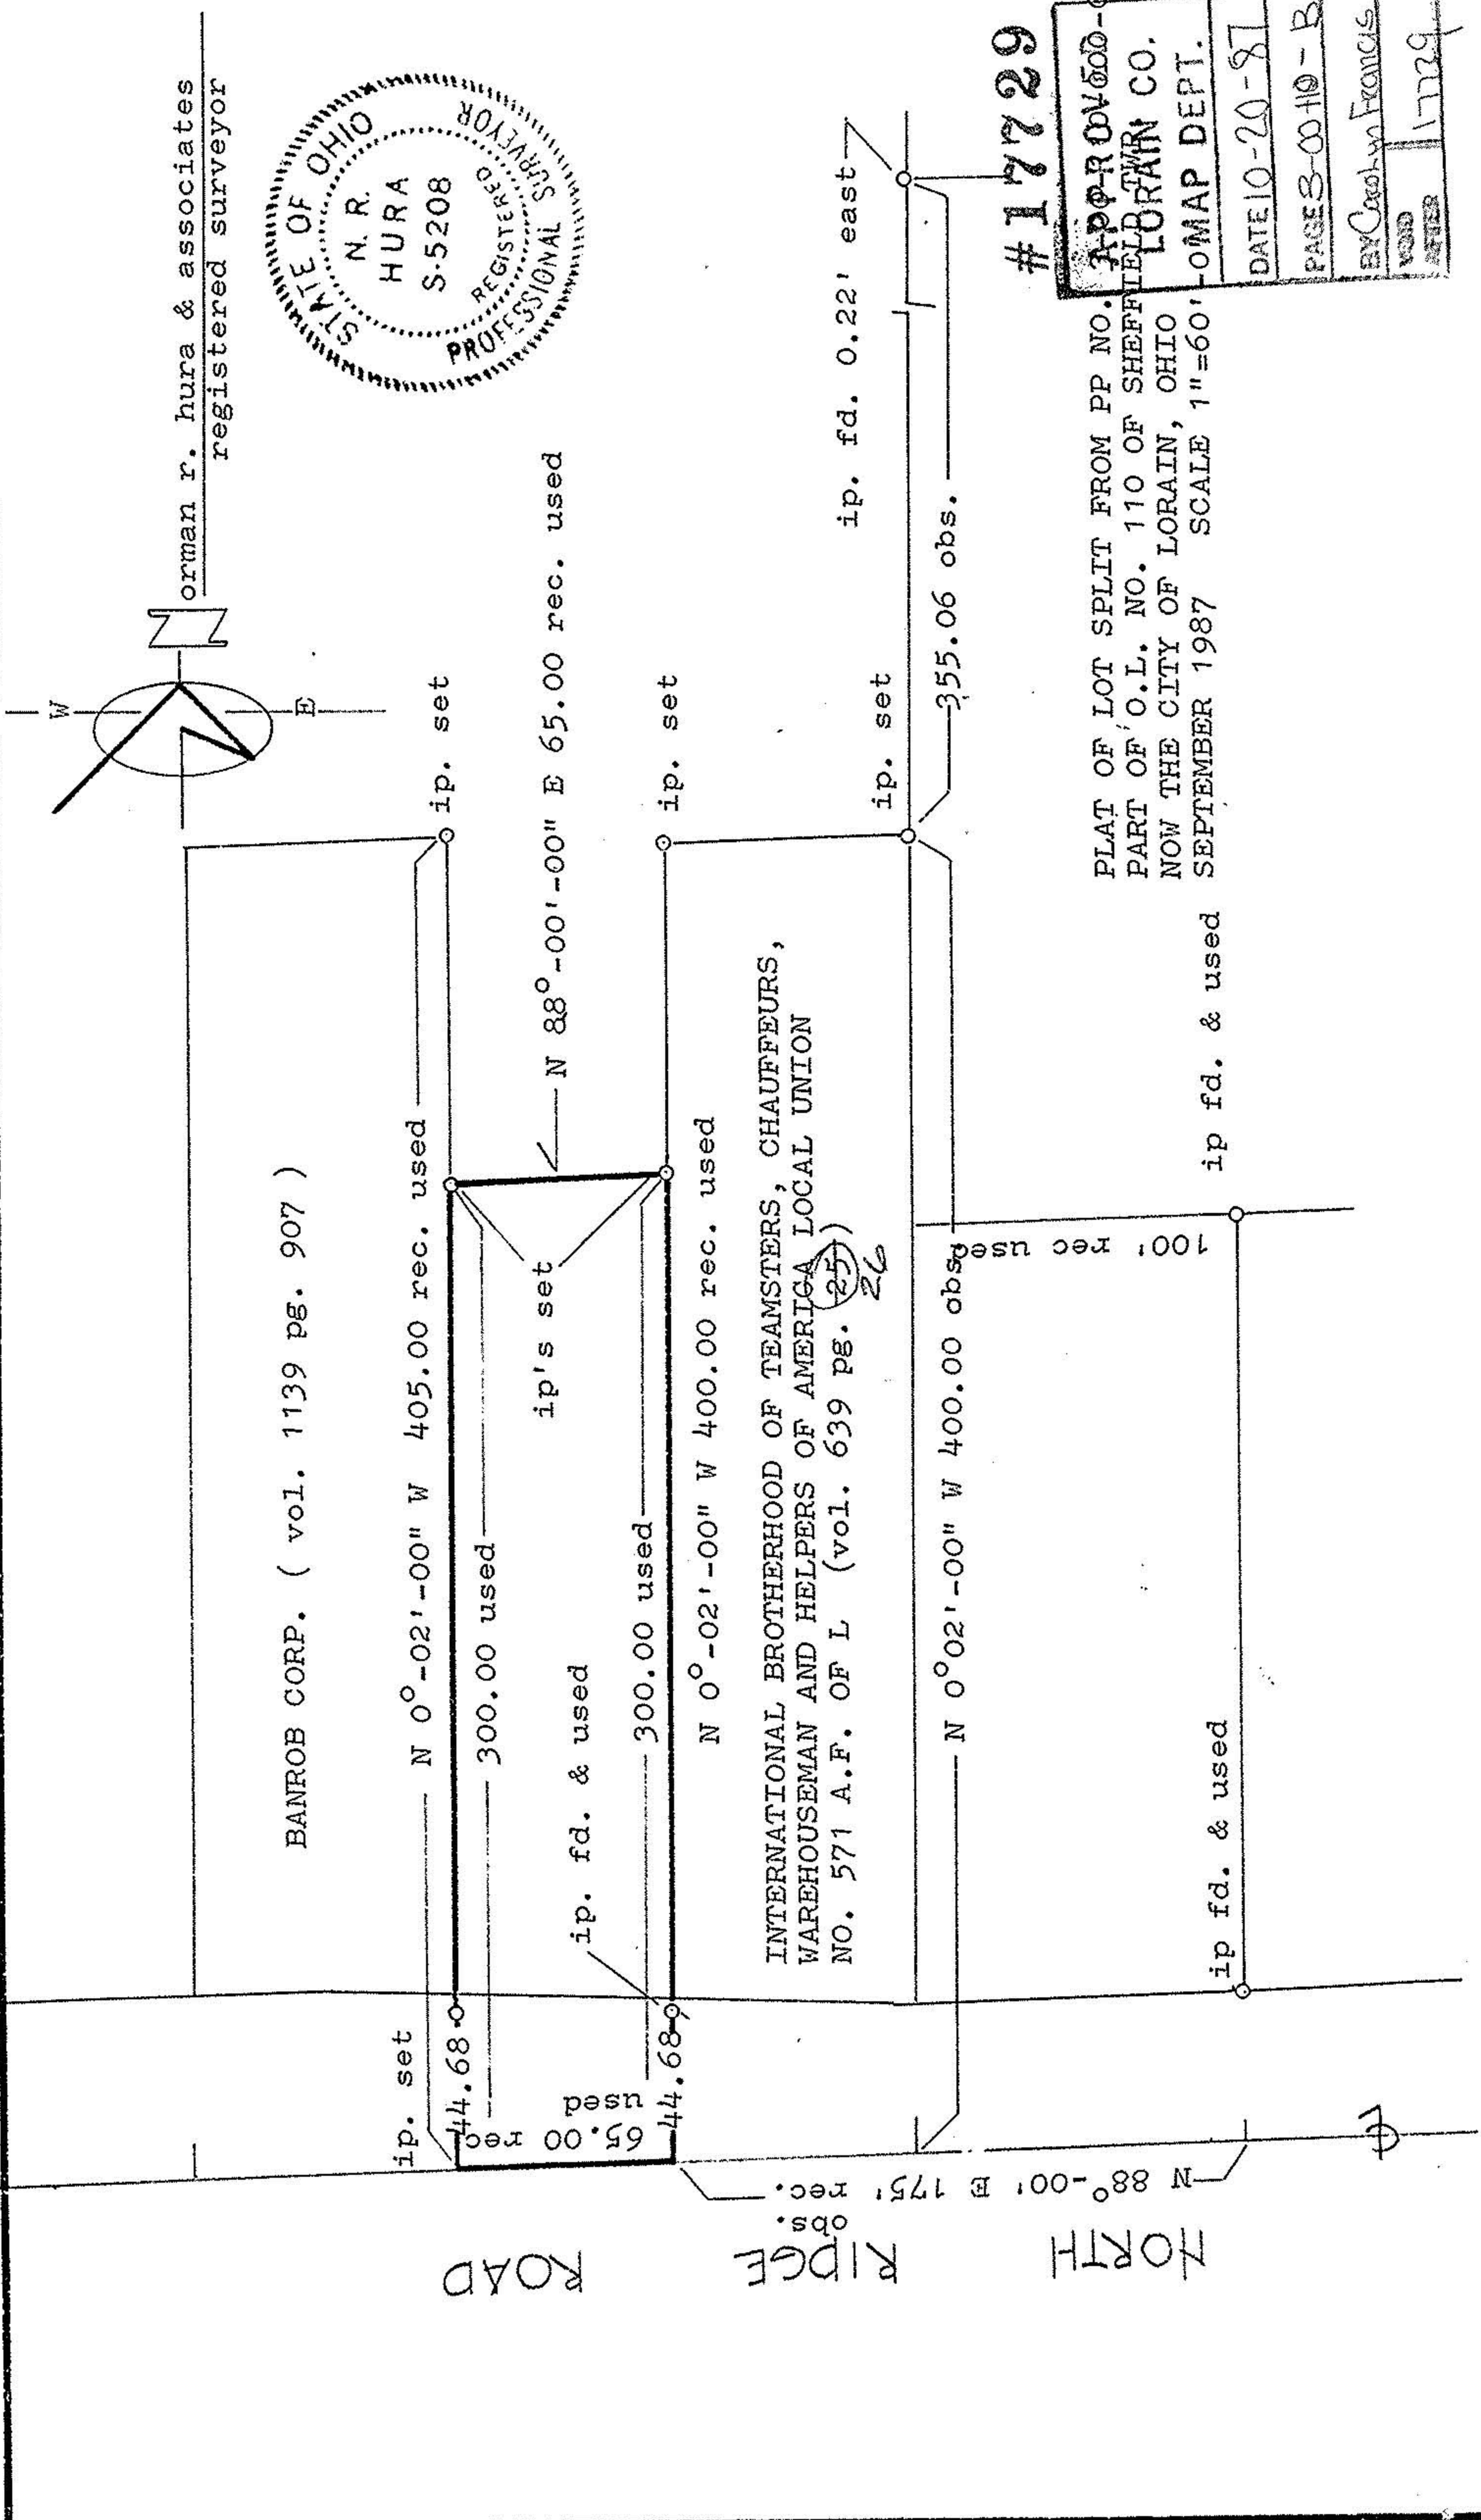 orman r. hura & associates
registered surveyor
W
N
E
STATE OF OHIO
N. R.
HURA
S-5208
REGISTERED
PROFESSIONAL SURVEYOR
BANROB CORP. ( vol. 1139 pg. 907 )
ip. set
N 0°-02'-00" W 405.00 rec. used
ip. set
44.68
300.00 used
65.00 rec
used
ip's set
N 88°-00'-00" E 65.00 rec. used
ip. fd. & used
44.68
300.00 used
ip. set
N 0°-02'-00" W 400.00 rec. used
INTERNATIONAL BROTHERHOOD OF TEAMSTERS, CHAUFFEURS,
WAREHOUSEMAN AND HELPERS OF AMERICA LOCAL UNION
NO. 571 A.F. OF L (vol. 639 pg. 25)
26
ip. set
ip. fd. 0.22' east
N 0°02'-00" W 400.00 obs.
355.06 obs.
100' rec used
N 88°-00' E 175' rec.
obs.
NORTH RIDGE ROAD
ip fd. & used
ip fd. & used
#17729
PLAT OF LOT SPLIT FROM PP NO.
PART OF O.L. NO. 110 OF SHEFFIELD TWP.
NOW THE CITY OF LORAIN, OHIO
SEPTEMBER 1987 SCALE 1"=60'
APPROVED
LORAIN CO.
MAP DEPT.
DATE 10-20-87
PAGE 3-00-110-B
BY Carolyn Francis
VOID
AFTER 17729